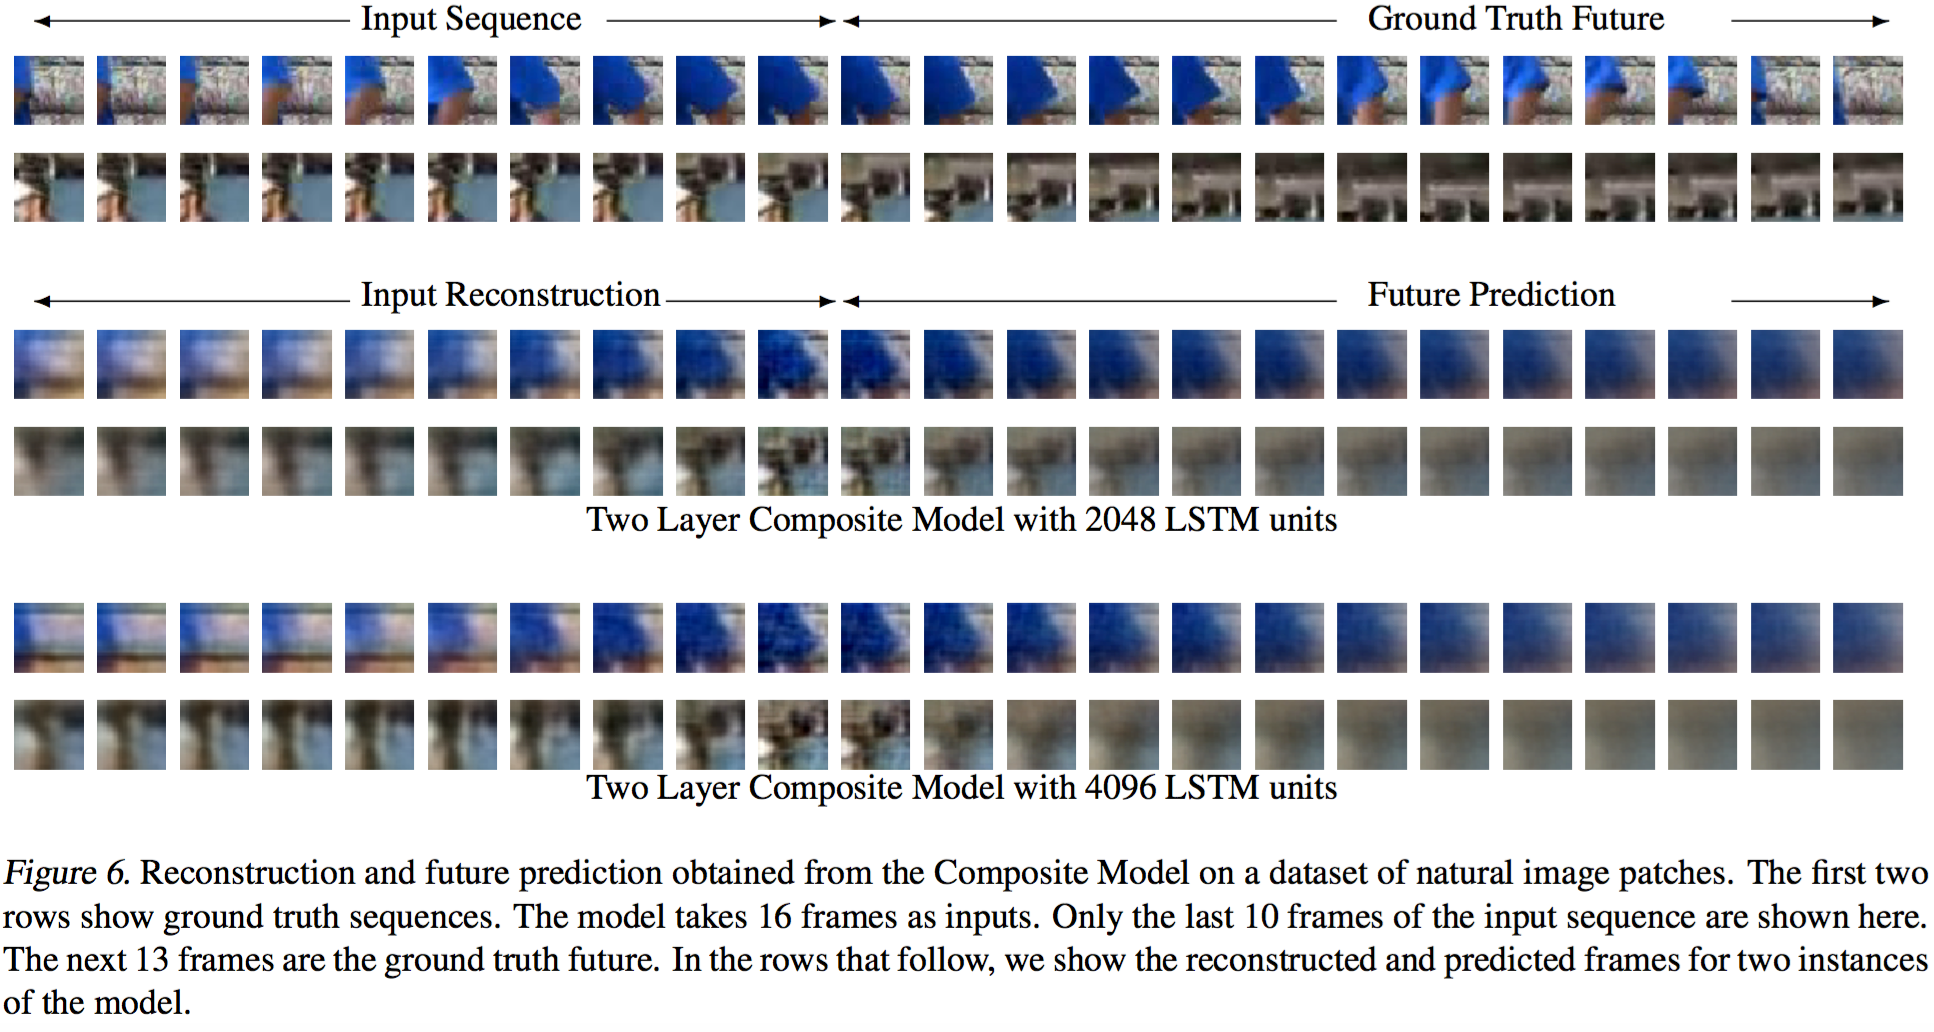 Input Sequence Ground Truth Future
Input Reconstruction Future Prediction
Two Layer Composite Model with 2048 LSTM units
Two Layer Composite Model with 4096 LSTM units
Figure 6. Reconstruction and future prediction obtained from the Composite Model on a dataset of natural image patches. The first two
rows show ground truth sequences. The model takes 16 frames as inputs. Only the last 10 frames of the input sequence are shown here.
The next 13 frames are the ground truth future. In the rows that follow, we show the reconstructed and predicted frames for two instances
of the model.